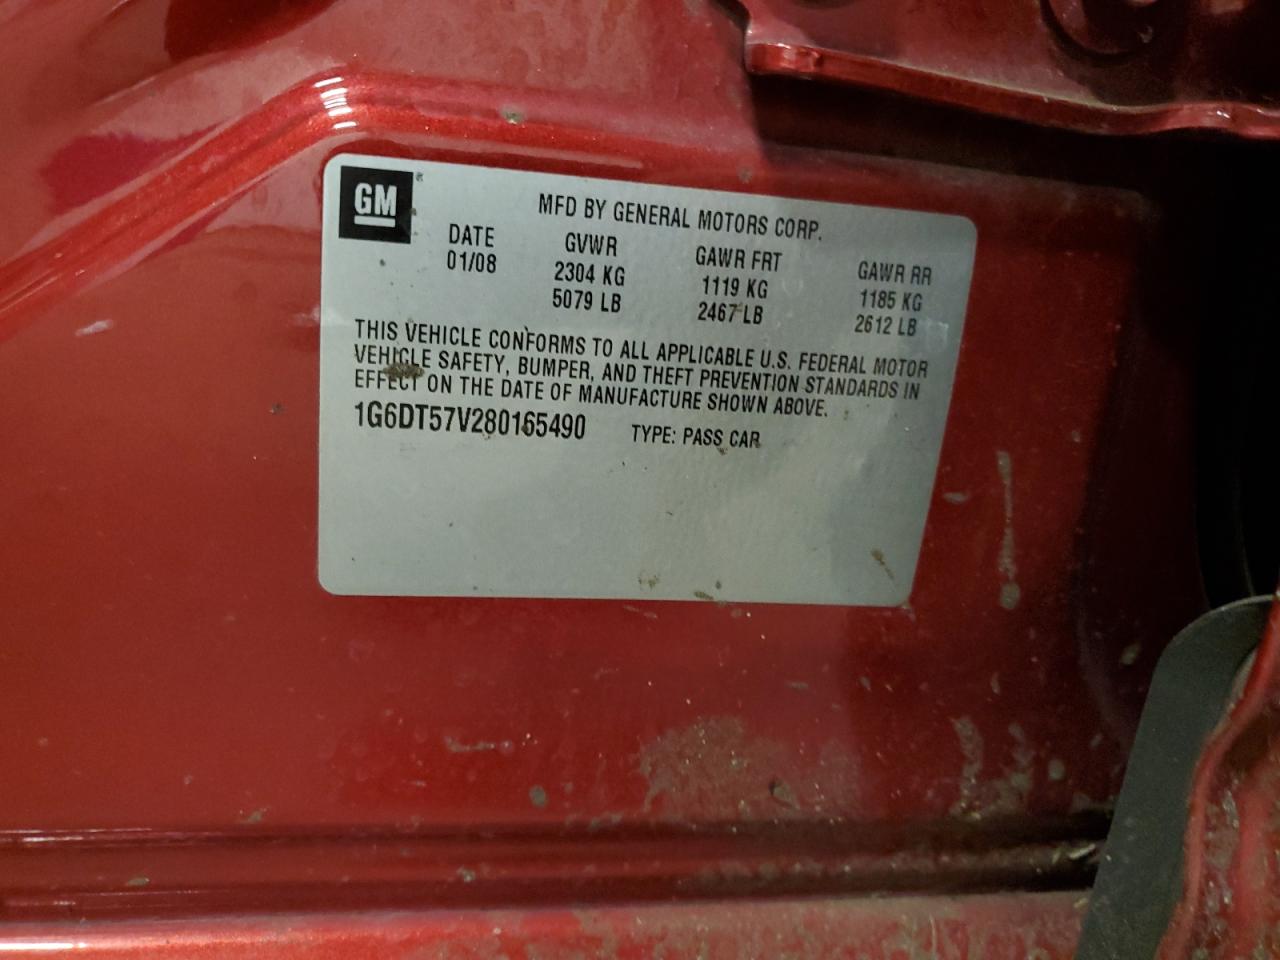 GM
MFD BY GENERAL MOTORS CORP.
DATE GVWR GAWR FRT GAWR RR
01/08 2304 KG 1119 KG 1185 KG
5079 LB 2467 LB 2612 LB
THIS VEHICLE CONFORMS TO ALL APPLICABLE U.S. FEDERAL MOTOR
VEHICLE SAFETY, BUMPER, AND THEFT PREVENTION STANDARDS IN
EFFECT ON THE DATE OF MANUFACTURE SHOWN ABOVE.
1G6DT57V280165490 TYPE: PASS CAR